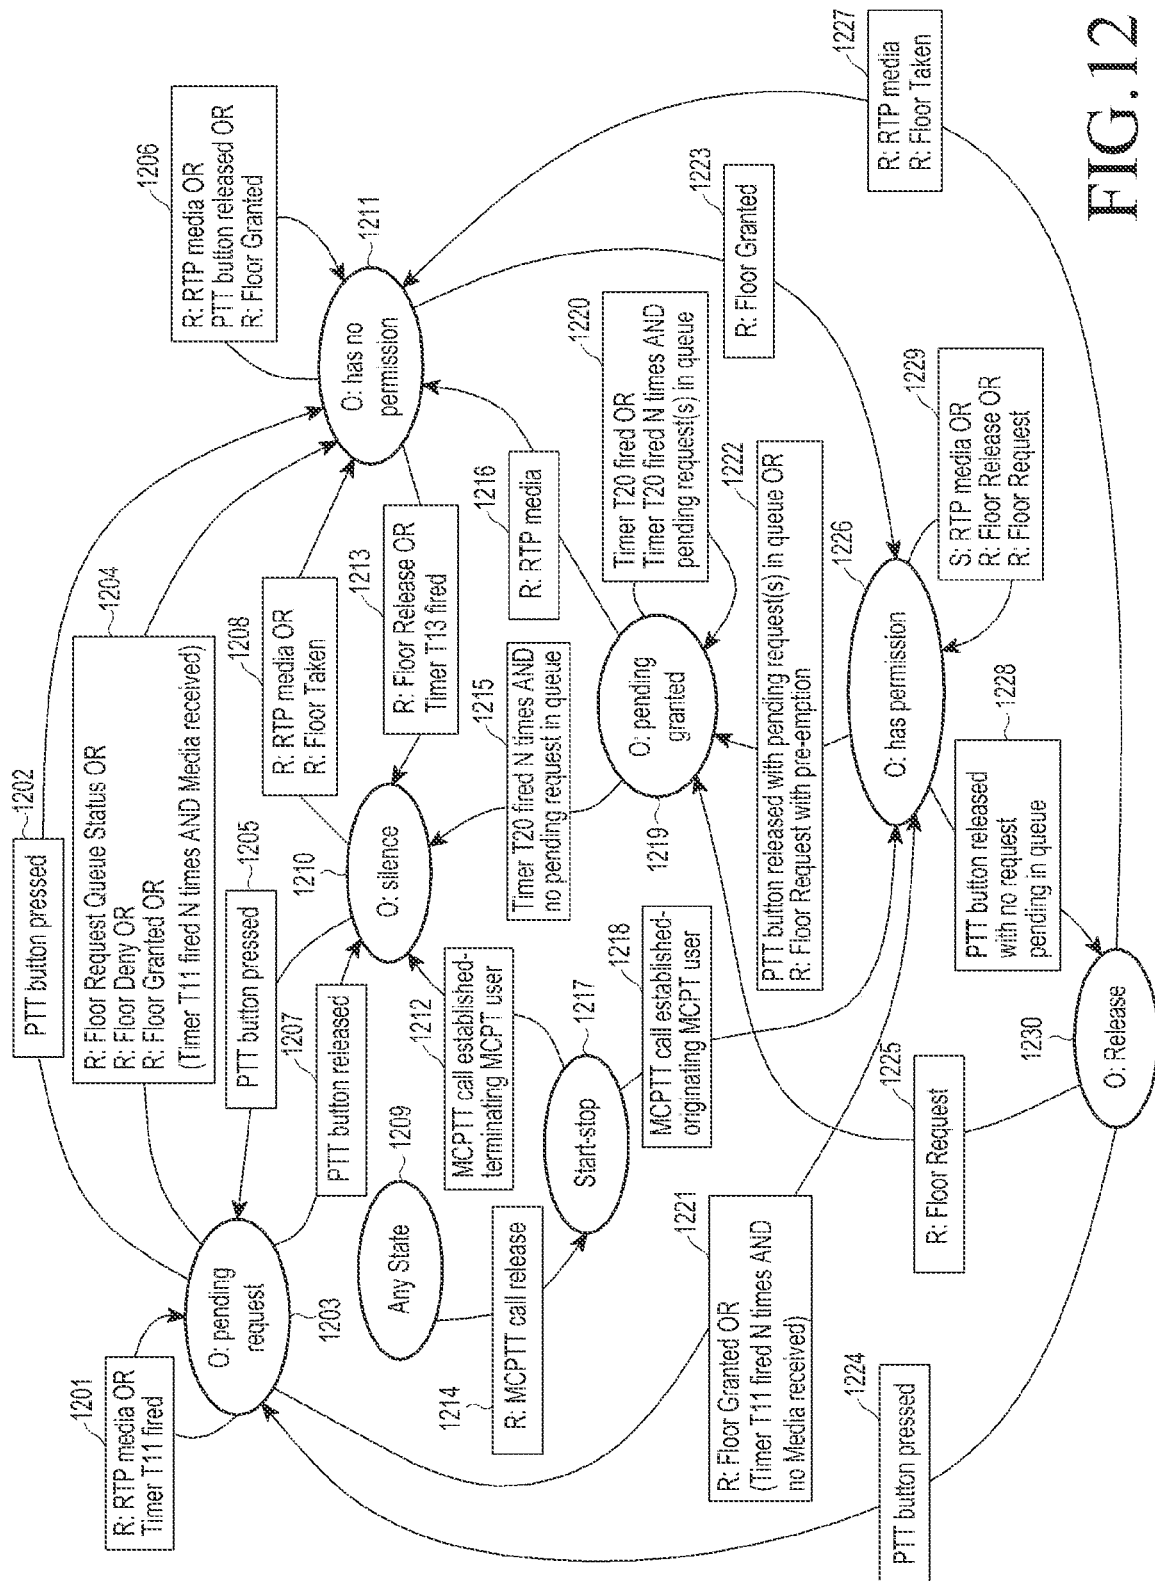 1201
R: RTP media OR
Timer T11 fired
O: pending
request
1203
PTT button pressed
1202
R: Floor Request Queue Status OR
R: Floor Deny OR
R: Floor Granted OR
(Timer T11 fired N times AND Media received)
1204
PTT button pressed
1205
R: RTP media OR
PTT button released OR
R: Floor Granted
1206
PTT button released
1207
R: RTP media OR
R: Floor Taken
1208
Any State
1209
O: silence
1210
O: has no
permission
1211
MCPTT call established-
terminating MCPT user
1212
R: Floor Release OR
Timer T13 fired
1213
R: MCPTT call release
1214
Timer T20 fired N times AND
no pending request in queue
1215
R: RTP media
1216
Start-stop
1217
MCPTT call established-
originating MCPT user
1218
O: pending
granted
1219
Timer T20 fired OR
Timer T20 fired N times AND
pending request(s) in queue
1220
R: Floor Granted OR
(Timer T11 fired N times AND
no Media received)
1221
PTT button released with pending request(s) in queue OR
R: Floor Request with pre-emption
1222
R: Floor Granted
1223
PTT button pressed
1224
R: Floor Request
1225
O: has permission
1226
R: RTP media
R: Floor Taken
1227
PTT button released
with no request
pending in queue
1228
S: RTP media OR
R: Floor Release OR
R: Floor Request
1229
O: Release
1230
FIG.12